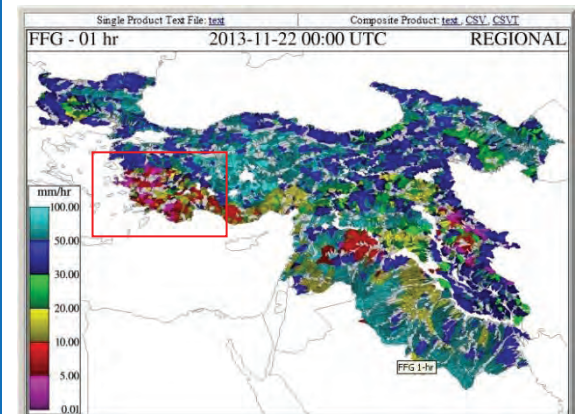 Single Product Text File: text
Composite Product: text , CSV , CSVT
FFG - 01 hr 2013-11-22 00:00 UTC REGIONAL
mm/hr
100.00
50.00
30.00
20.00
10.00
5.00
0.01
FFG 1-hr